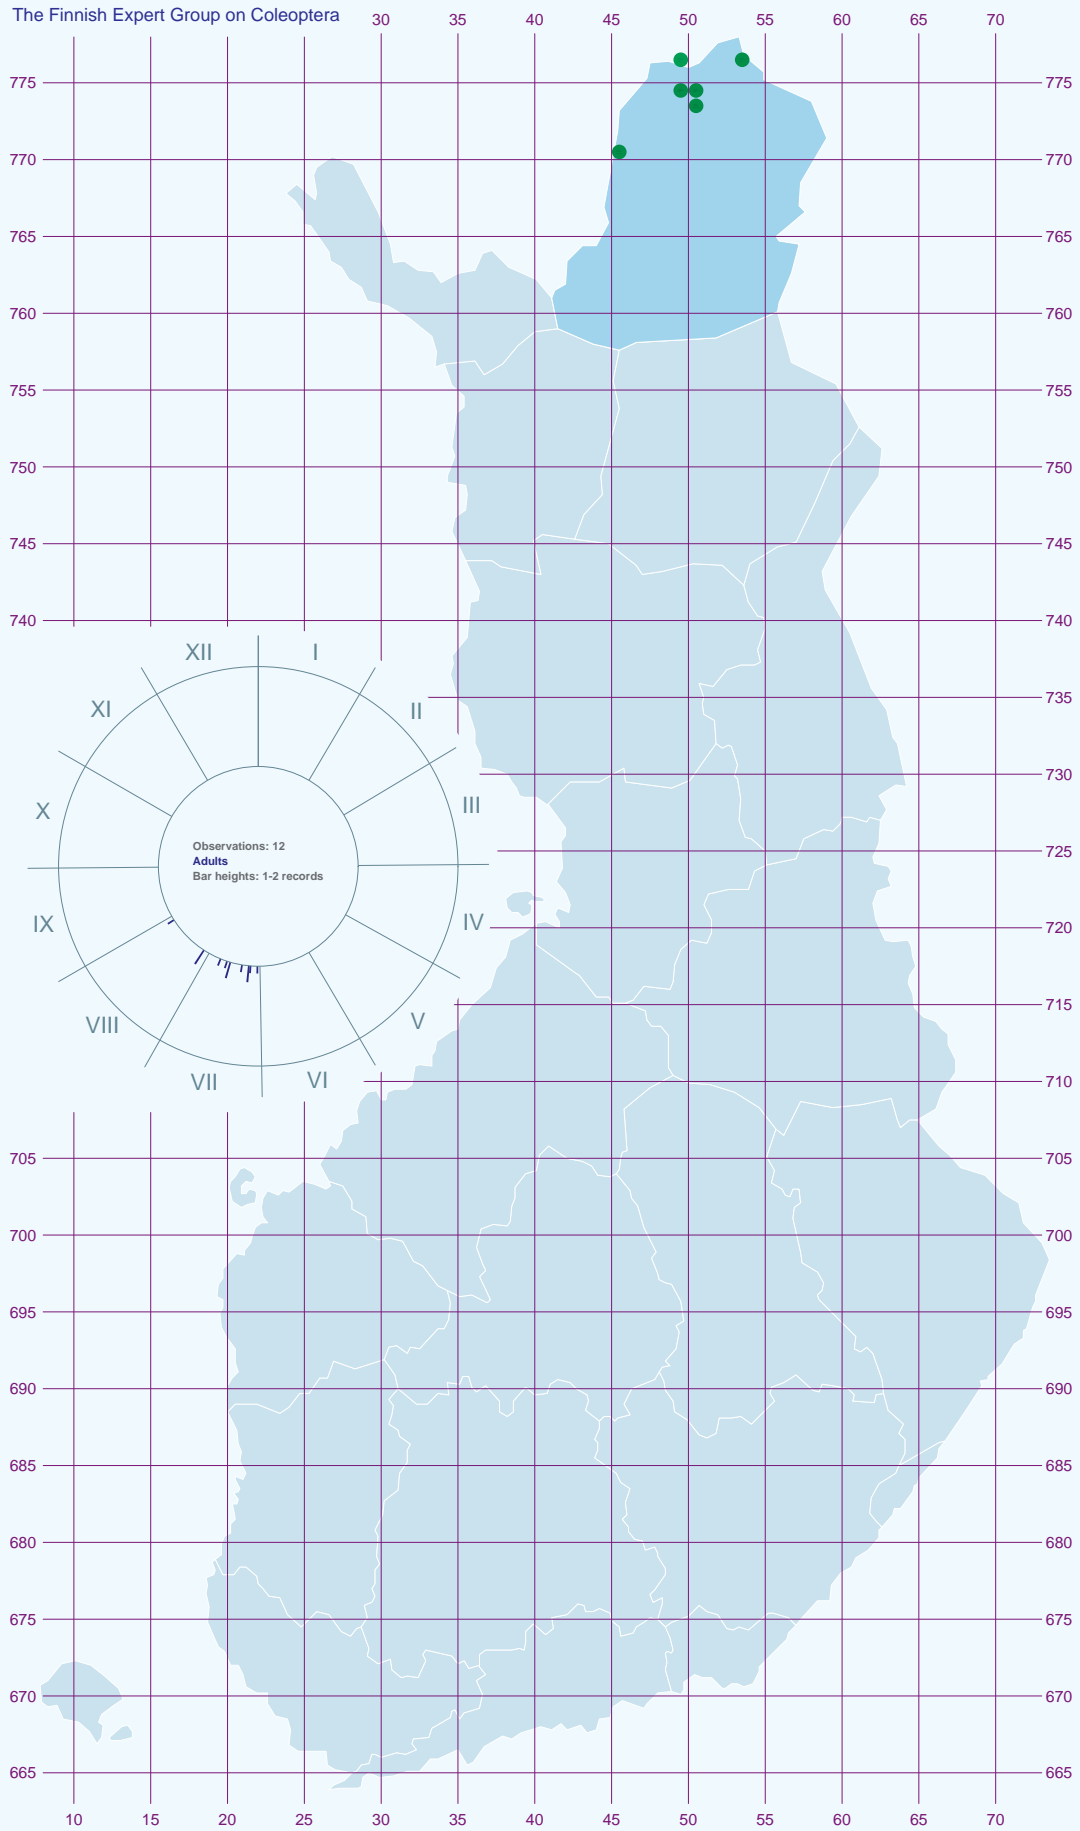 The Finnish Expert Group on Coleoptera
30 45 50 55 60 65 70
775 775
770 770
765 765
760 760
755 755
750 750
745 745
740 740
XII I
XI II
735
730
X III
Observations: 12
Adults
Bar heights: 1-2 records
725
IX IV
720
715
VIII V
VII VI
710
705 705
700 700
695 695
690 690
685 685
680 680
675 675
670 670
665 665
10 15 20 25 30 35 40 45 50 55 60 65 70